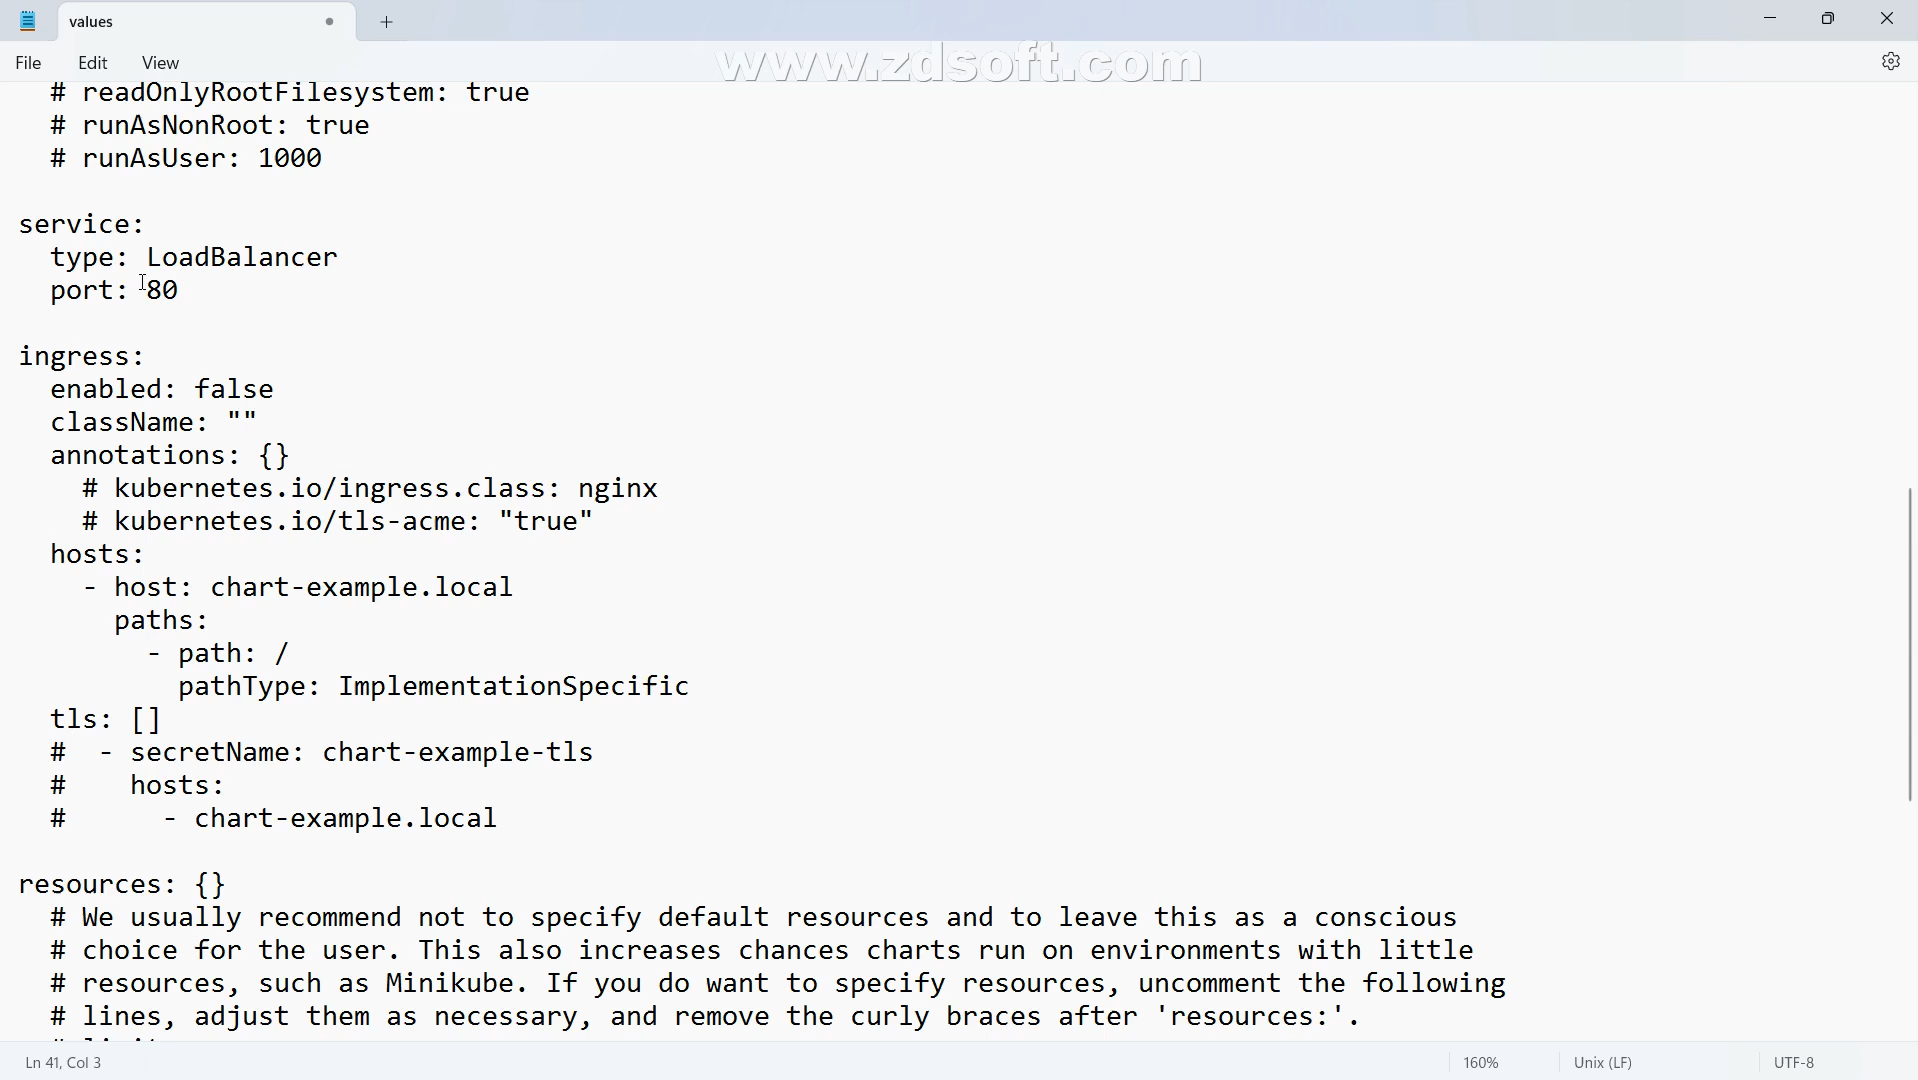 values
File Edit View
www.zdsoft.com
# readOnlyRootFilesystem: true
# runAsNonRoot: true
# runAsUser: 1000
service:
type: LoadBalancer
port: 80
ingress:
enabled: false
className: ""
annotations: {}
# kubernetes.io/ingress.class: nginx
# kubernetes.io/tls-acme: "true"
hosts:
- host: chart-example.local
paths:
- path: /
pathType: ImplementationSpecific
tls: []
#  - secretName: chart-example-tls
#    hosts:
#      - chart-example.local
resources: {}
# We usually recommend not to specify default resources and to leave this as a conscious
# choice for the user. This also increases chances charts run on environments with little
# resources, such as Minikube. If you do want to specify resources, uncomment the following
# lines, adjust them as necessary, and remove the curly braces after 'resources:'.
Ln 41, Col 3 160% Unix (LF) UTF-8